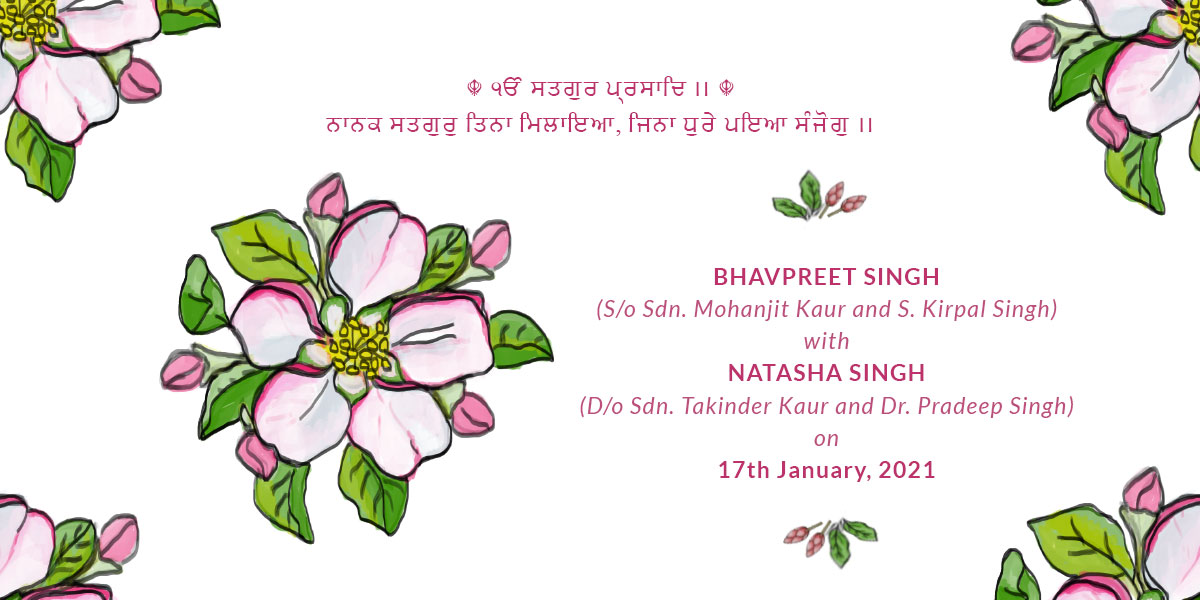 ☬ ੴ ਸਤਗੁਰ ਪ੍ਰਸਾਦਿ ।। ☬
ਨਾਨਕ ਸਤਗੁਰੁ ਤਿਨਾ ਮਿਲਾਇਆ, ਜਿਨਾ ਧੁਰੇ ਪਇਆ ਸੰਜੋਗੁ ।।
BHAVPREET SINGH
(S/o Sdn. Mohanjit Kaur and S. Kirpal Singh)
with
NATASHA SINGH
(D/o Sdn. Takinder Kaur and Dr. Pradeep Singh)
on
17th January, 2021